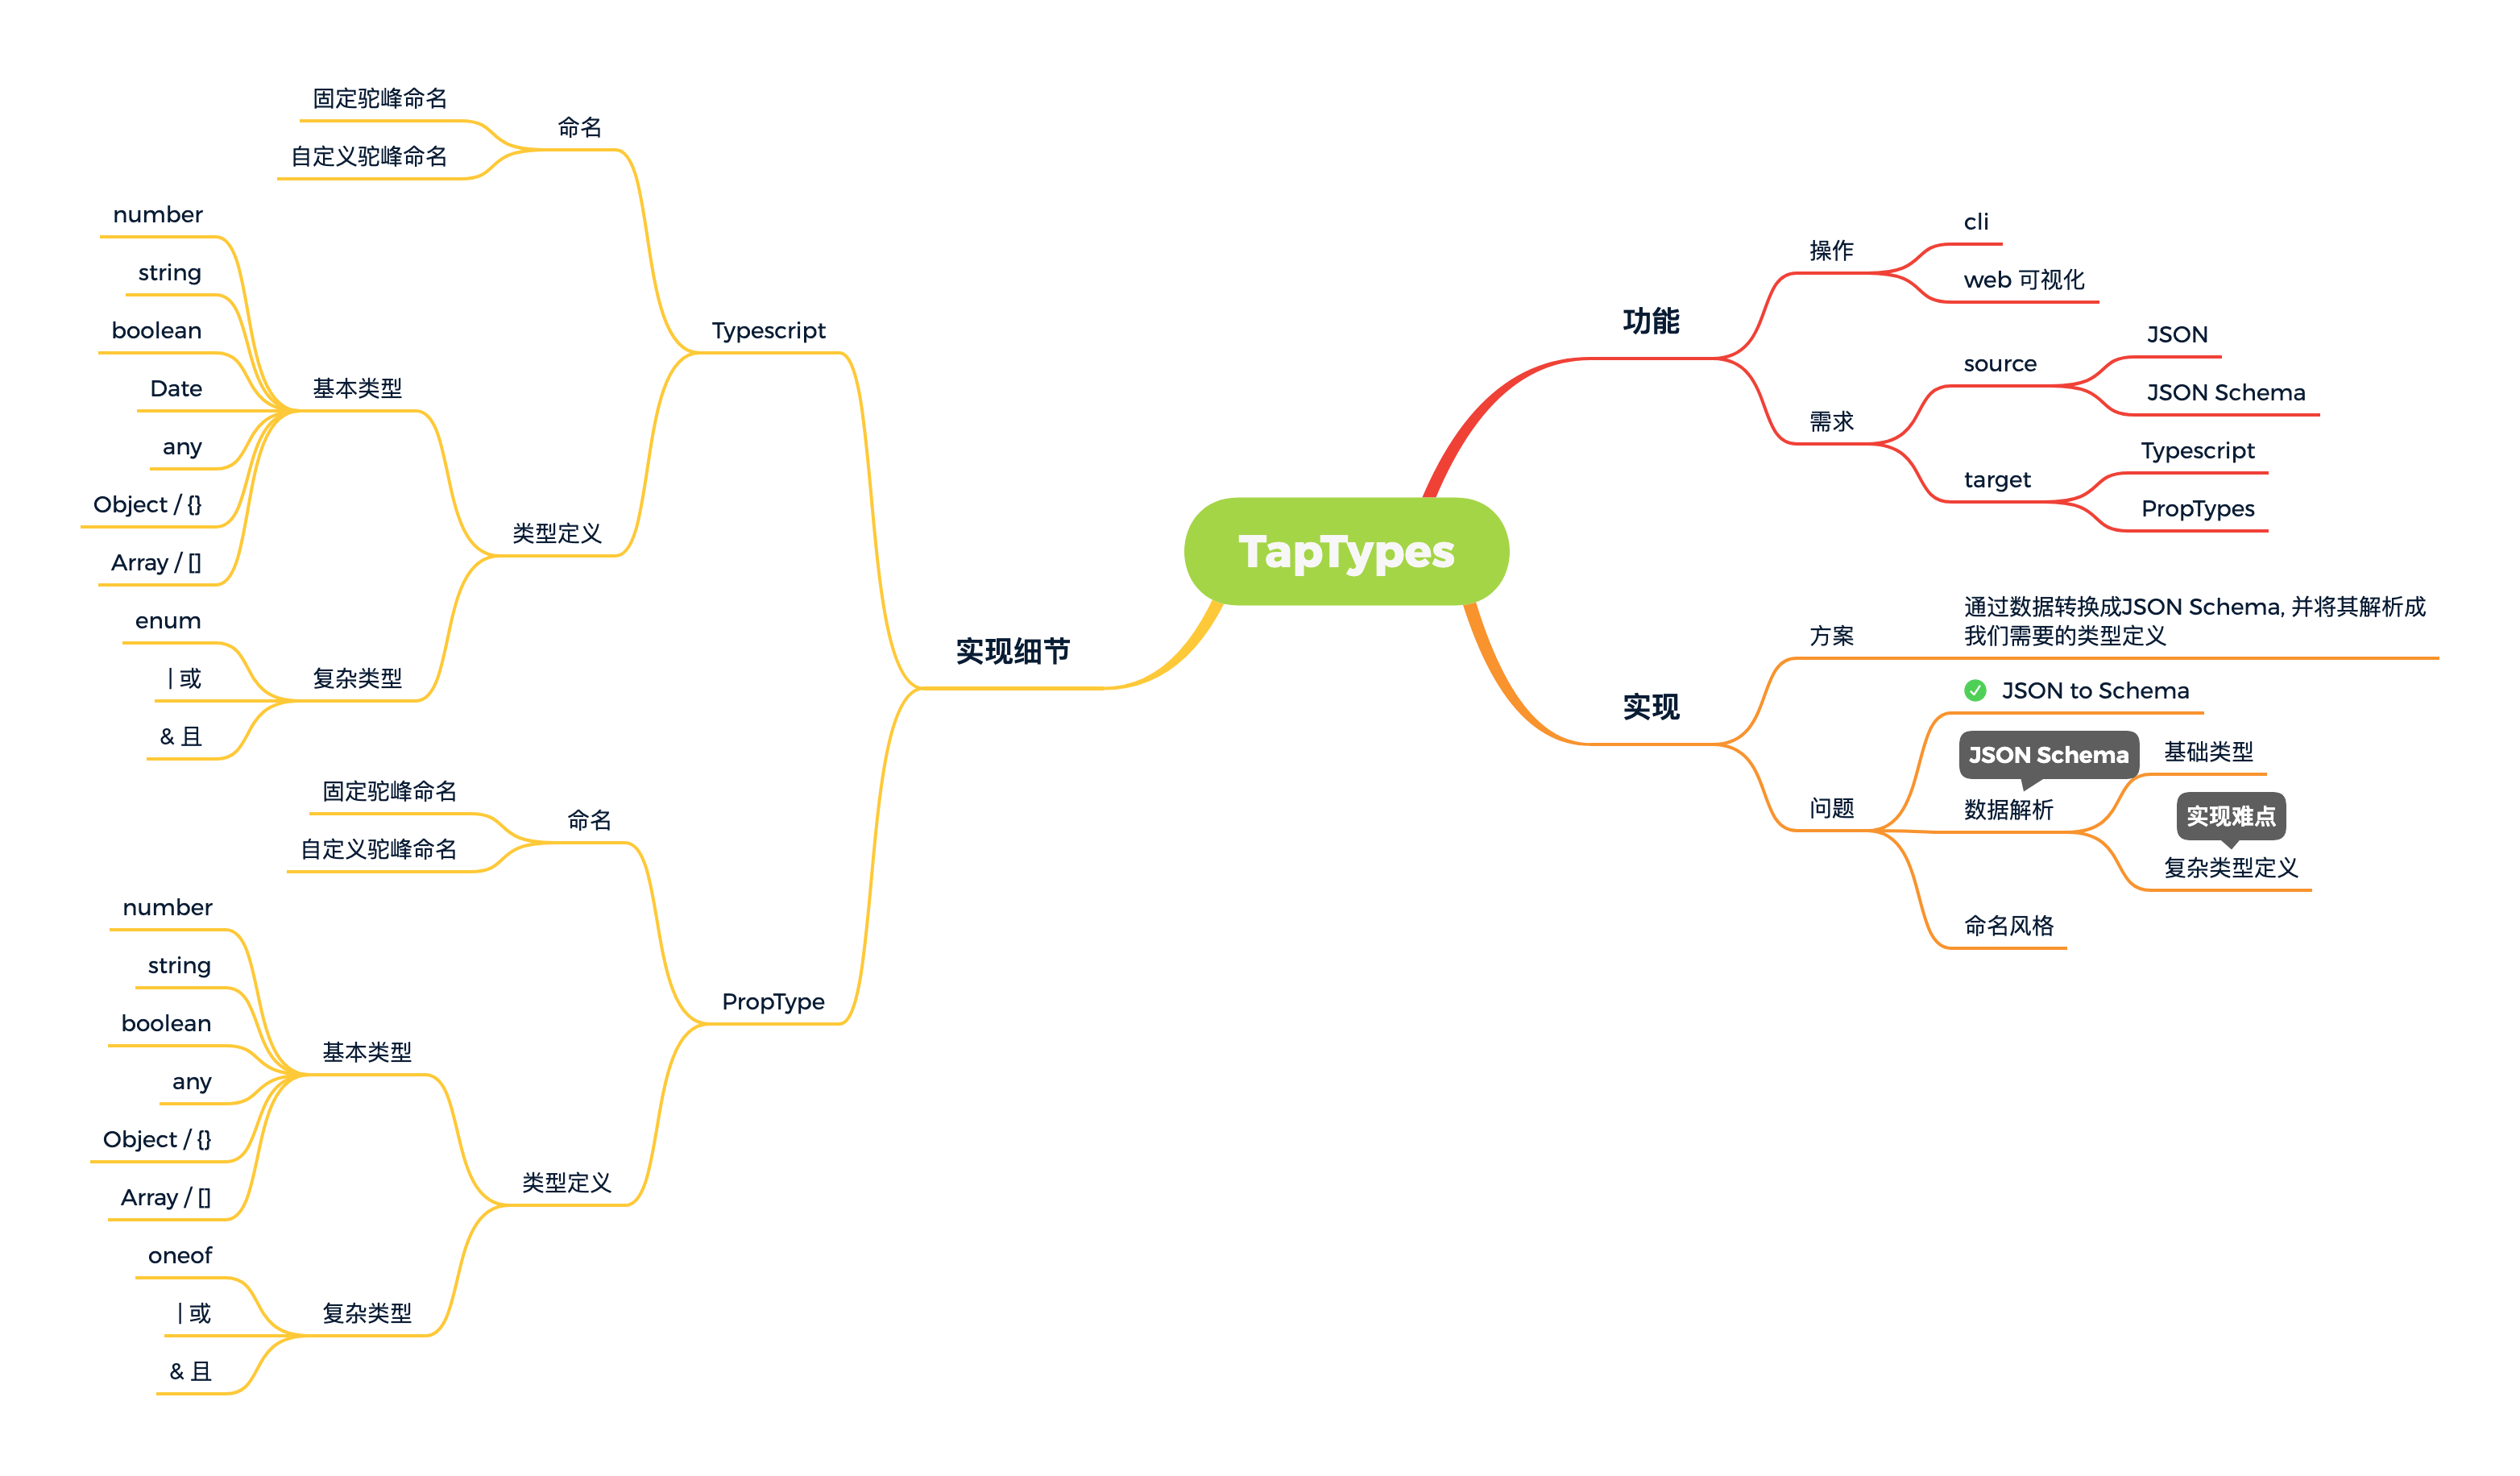 TapTypes
功能
操作
cli
web 可视化
需求
source
JSON
JSON Schema
target
Typescript
PropTypes
实现
方案
通过数据转换成JSON Schema, 并将其解析成
我们需要的类型定义
问题
JSON to Schema
JSON Schema
数据解析
基础类型
实现难点
复杂类型定义
命名风格
实现细节
Typescript
命名
固定驼峰命名
自定义驼峰命名
类型定义
基本类型
number
string
boolean
Date
any
Object / {}
Array / []
复杂类型
enum
| 或
& 且
PropType
命名
固定驼峰命名
自定义驼峰命名
类型定义
基本类型
number
string
boolean
any
Object / {}
Array / []
复杂类型
oneof
| 或
& 且